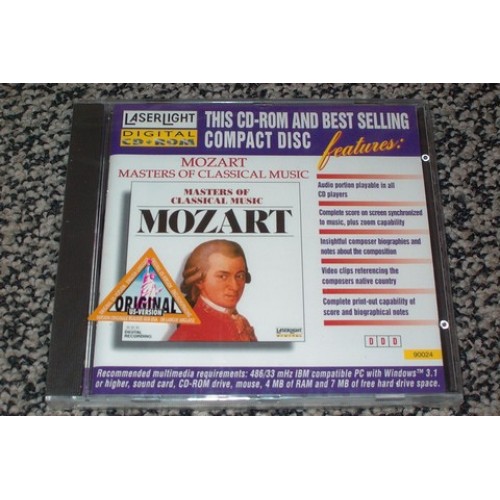 LASERLIGHT
DIGITAL
CD-ROM
THIS CD-ROM AND BEST SELLING
COMPACT DISC
features:
MOZART
MASTERS OF CLASSICAL MUSIC
MASTERS OF
CLASSICAL MUSIC
MOZART
ORIGINAL
US-VERSION
DIGITAL
RECORDINGS
LASERLIGHT
DIGITAL
Audio portion playable in all
CD players
Complete score on screen synchronized
to music, plus zoom capability
Insightful composer biographies and
notes about the composition
Video clips referencing the
composers native country
Complete print-out capability of
score and biographical notes
D D D
90024
Recommended multimedia requirements: 486/33 mHz IBM compatible PC with Windows™ 3.1
or higher, sound card, CD-ROM drive, mouse, 4 MB of RAM and 7 MB of free hard drive space.